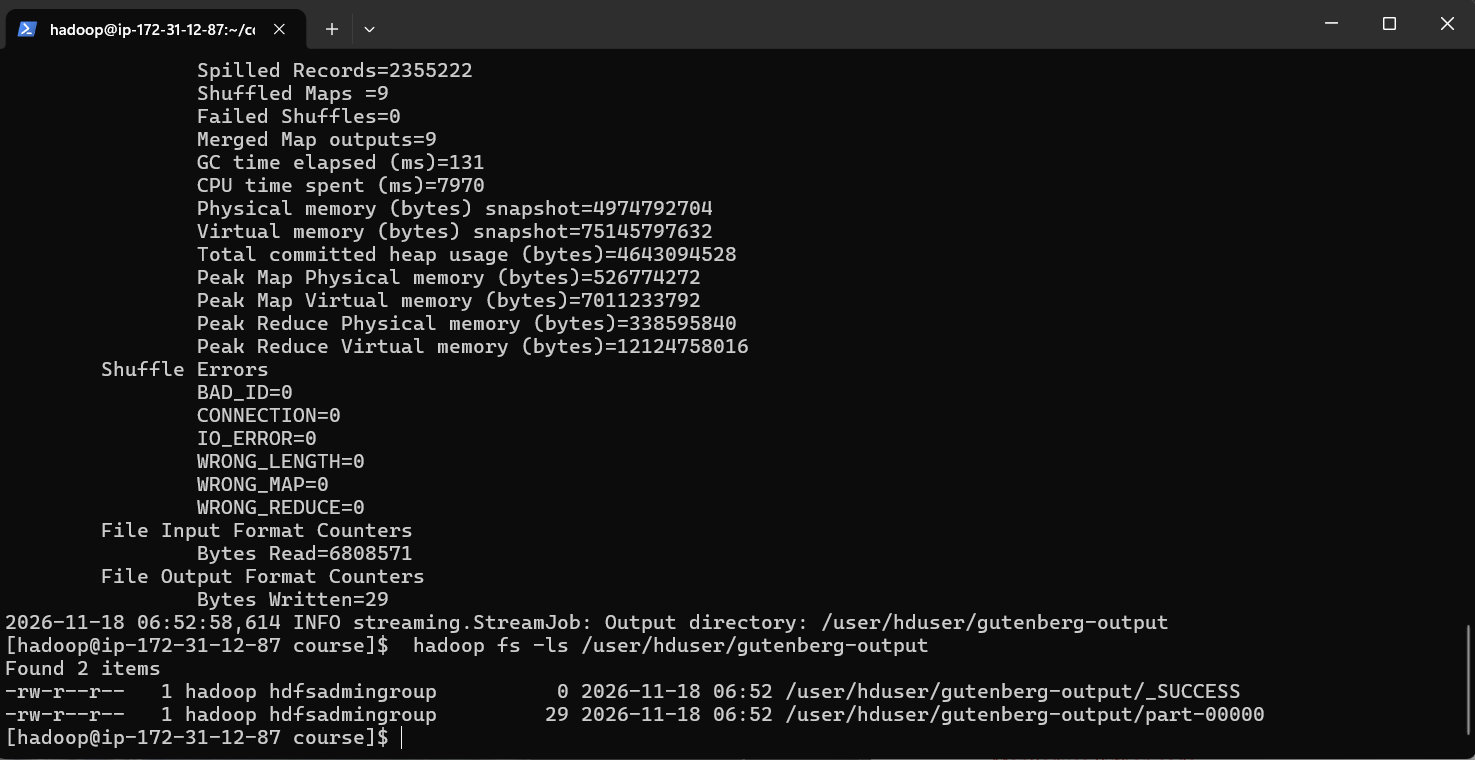 hadoop@ip-172-31-12-87:~/c
Spilled Records=2355222
Shuffled Maps =9
Failed Shuffles=0
Merged Map outputs=9
GC time elapsed (ms)=131
CPU time spent (ms)=7970
Physical memory (bytes) snapshot=4974792704
Virtual memory (bytes) snapshot=75145797632
Total committed heap usage (bytes)=4643094528
Peak Map Physical memory (bytes)=526774272
Peak Map Virtual memory (bytes)=7011233792
Peak Reduce Physical memory (bytes)=338595840
Peak Reduce Virtual memory (bytes)=12124758016
Shuffle Errors
BAD_ID=0
CONNECTION=0
IO_ERROR=0
WRONG_LENGTH=0
WRONG_MAP=0
WRONG_REDUCE=0
File Input Format Counters
Bytes Read=6808571
File Output Format Counters
Bytes Written=29
2026-11-18 06:52:58,614 INFO streaming.StreamJob: Output directory: /user/hduser/gutenberg-output
[hadoop@ip-172-31-12-87 course]$  hadoop fs -ls /user/hduser/gutenberg-output
Found 2 items
-rw-r--r--   1 hadoop hdfsadmingroup          0 2026-11-18 06:52 /user/hduser/gutenberg-output/_SUCCESS
-rw-r--r--   1 hadoop hdfsadmingroup         29 2026-11-18 06:52 /user/hduser/gutenberg-output/part-00000
[hadoop@ip-172-31-12-87 course]$